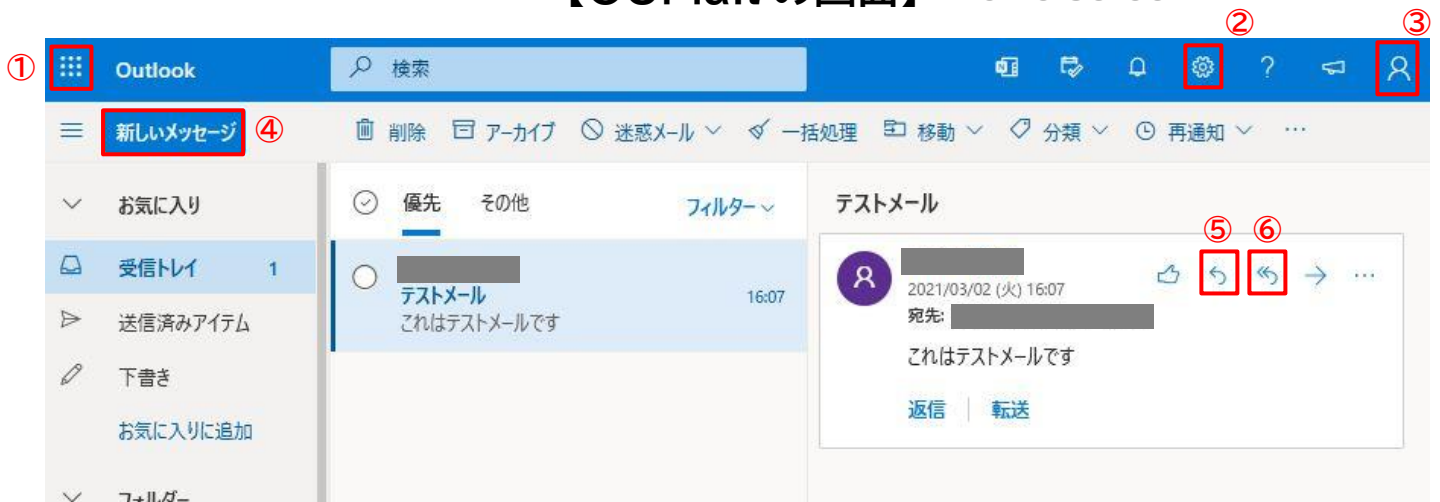 の画面】
② ③
① Outlook 検索
新しいメッセージ ④ 削除 アーカイブ 迷惑メール 一括処理 移動 分類 再通知 …
お気に入り
優先 その他 フィルター
テストメール
⑤ ⑥
受信トレイ 1
テストメール 16:07
これはテストメールです
2021/03/02 (火) 16:07
宛先:
これはテストメールです
返信 | 転送
送信済みアイテム
下書き
お気に入りに追加
フォルダー